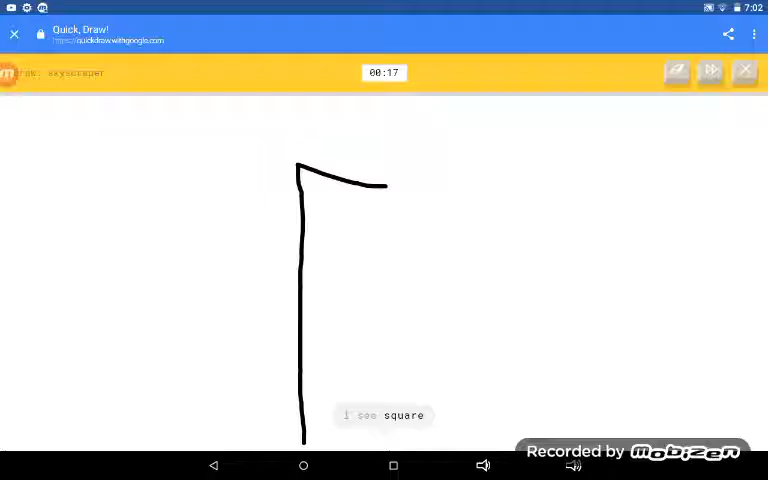 7:02
Quick, Draw!
https://quickdraw.withgoogle.com
draw: skyscraper
00:17
i see square
Recorded by
mobizen